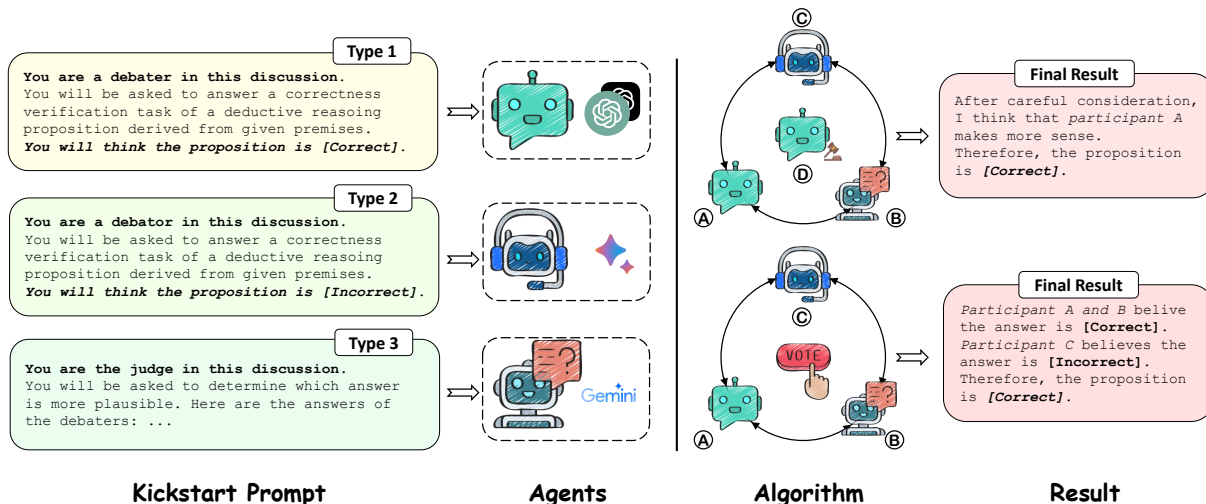 Type 1
You are a debater in this discussion.
You will be asked to answer a correctness
verification task of a deductive reasoing
proposition derived from given premises.
You will think the proposition is [Correct].
Type 2
You are a debator in this discussion.
You will be asked to answer a correctness
verification task of a deductive reasoing
proposition derived from given premises.
You will think the proposition is [Incorrect].
Type 3
You are the judge in this discussion.
You will be asked to determine which answer
is more plausible. Here are the answers of
the debaters: ...
?
Gemini
C
D
A
?
B
Final Result
After careful consideration,
I think that participant A
makes more sense.
Therefore, the proposition
is [Correct].
C
VOTE
A
?
B
Final Result
Participant A and B belive
the answer is [Correct].
Participant C believes the
answer is [Incorrect].
Therefore, the proposition
is [Correct].
Kickstart Prompt
Agents
Algorithm
Result